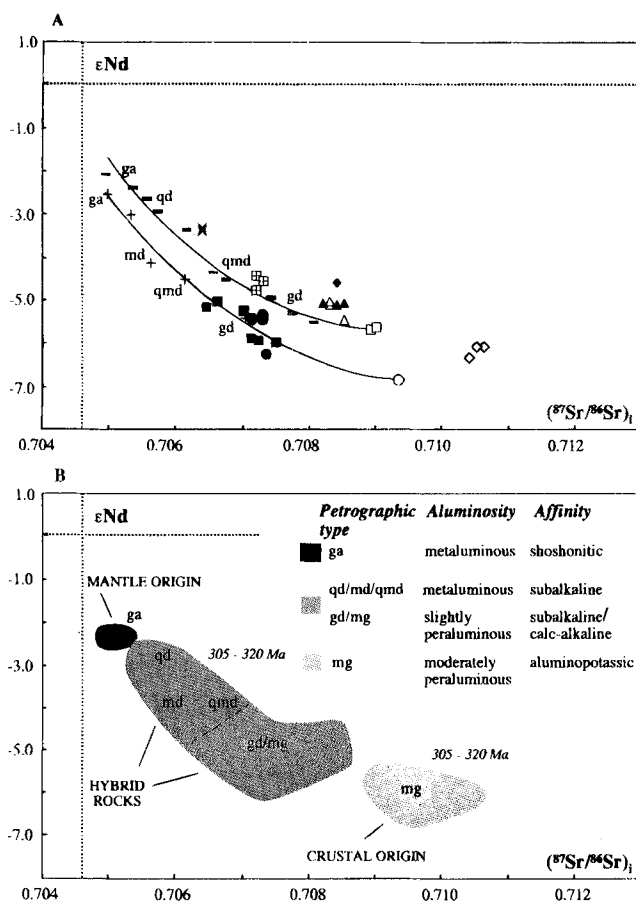 A
1.0
εNd
0.0
-1.0
ga
ga
qd
-3.0
md
qmd
qmd
gd
-5.0
gd
-7.0
(⁸⁷Sr/⁸⁶Sr)i
0.704 0.706 0.708 0.710 0.712
B
1.0
εNd
Petrographic type Aluminosity Affinity
0.0
ga metaluminous shoshonitic
-1.0
MANTLE ORIGIN
qd/md/qmd metaluminous subalkaline
ga
gd/mg slightly peraluminous subalkaline/ calc-alkaline
305 - 320 Ma
-3.0
qd
mg moderately peraluminous aluminopotassic
md qmd
gd/mg
305 - 320 Ma
-5.0
HYBRID ROCKS
mg
-7.0
CRUSTAL ORIGIN
(⁸⁷Sr/⁸⁶Sr)i
0.704 0.706 0.708 0.710 0.712